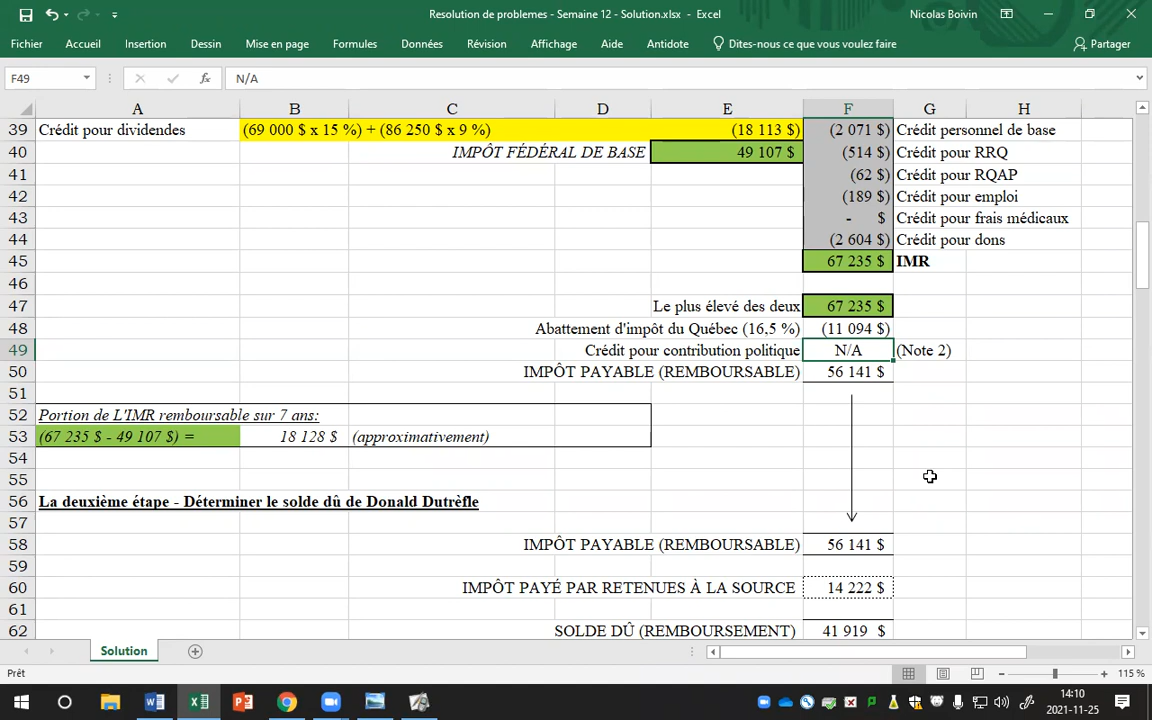 Resolution de problemes - Semaine 12 - Solution.xlsx - Excel
Nicolas Boivin
Fichier Accueil Insertion Dessin Mise en page Formules Données Révision Affichage Aide Antidote Dites-nous ce que vous voulez faire Partager
F49 fx N/A
A B C D E F G H
39 Crédit pour dividendes (69 000 $ x 15 %) + (86 250 $ x 9 %) (18 113 $) (2 071 $) Crédit personnel de base
40 IMPÔT FÉDÉRAL DE BASE 49 107 $ (514 $) Crédit pour RRQ
41 (62 $) Crédit pour RQAP
42 (189 $) Crédit pour emploi
43 - $ Crédit pour frais médicaux
44 (2 604 $) Crédit pour dons
45 67 235 $ IMR
46
47 Le plus élevé des deux 67 235 $
48 Abattement d'impôt du Québec (16,5 %) (11 094 $)
49 Crédit pour contribution politique N/A (Note 2)
50 IMPÔT PAYABLE (REMBOURSABLE) 56 141 $
51
52 Portion de L'IMR remboursable sur 7 ans:
53 (67 235 $ - 49 107 $) = 18 128 $ (approximativement)
54
55
56 La deuxième étape - Déterminer le solde dû de Donald Dutrèfle
57
58 IMPÔT PAYABLE (REMBOURSABLE) 56 141 $
59
60 IMPÔT PAYÉ PAR RETENUES À LA SOURCE 14 222 $
61
62 SOLDE DÛ (REMBOURSEMENT) 41 919 $
Solution
Prêt 115 %
14:10
2021-11-25